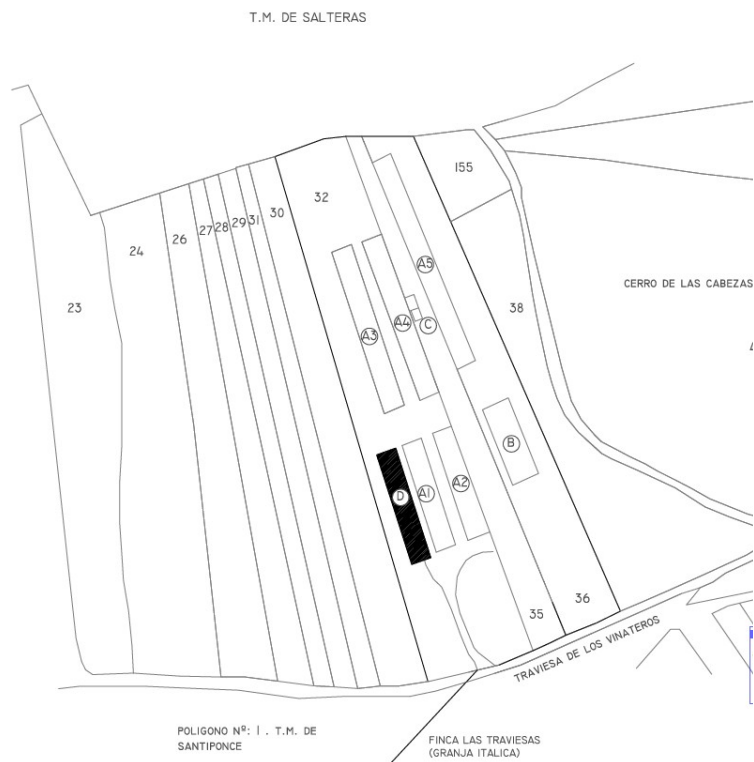 T.M. DE SALTERAS
155
32
30
31
29
28
27
26
24
A5
CERRO DE LAS CABEZAS
23
38
A3
A4
C
B
D
A1
A2
36
35
TRAVIESA DE LOS VINATEROS
POLIGONO Nº: 1 . T.M. DE
SANTIPONCE
FINCA LAS TRAVIESAS
(GRANJA ITALICA)